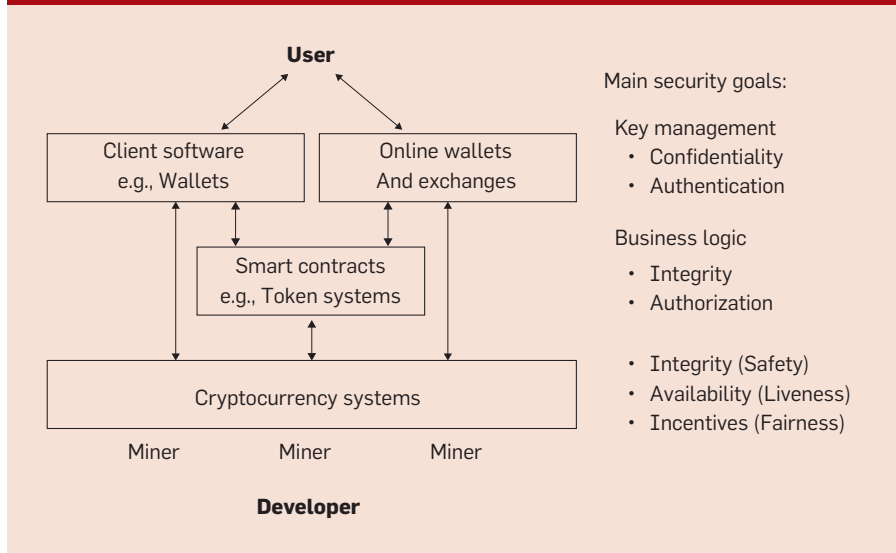 User
Client software
e.g., Wallets
Online wallets
And exchanges
Smart contracts
e.g., Token systems
Cryptocurrency systems
Miner Miner Miner
Developer
Main security goals:
Key management
• Confidentiality
• Authentication
Business logic
• Integrity
• Authorization
• Integrity (Safety)
• Availability (Liveness)
• Incentives (Fairness)